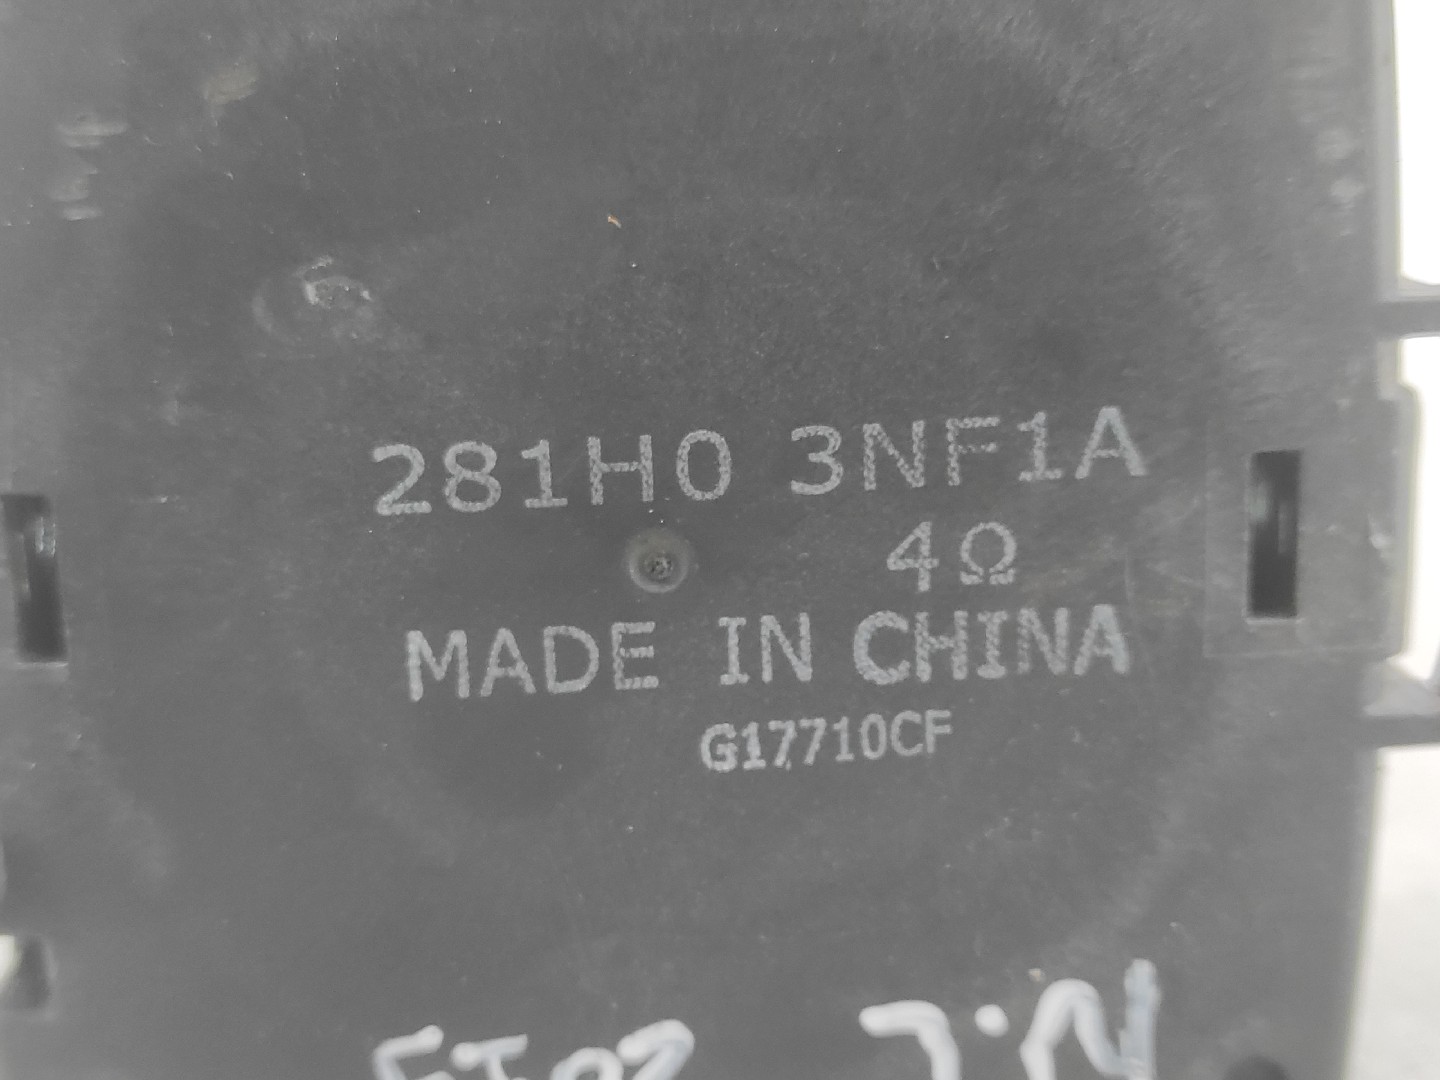 281H0 3NF1A
4Ω
MADE IN CHINA
G17710CF